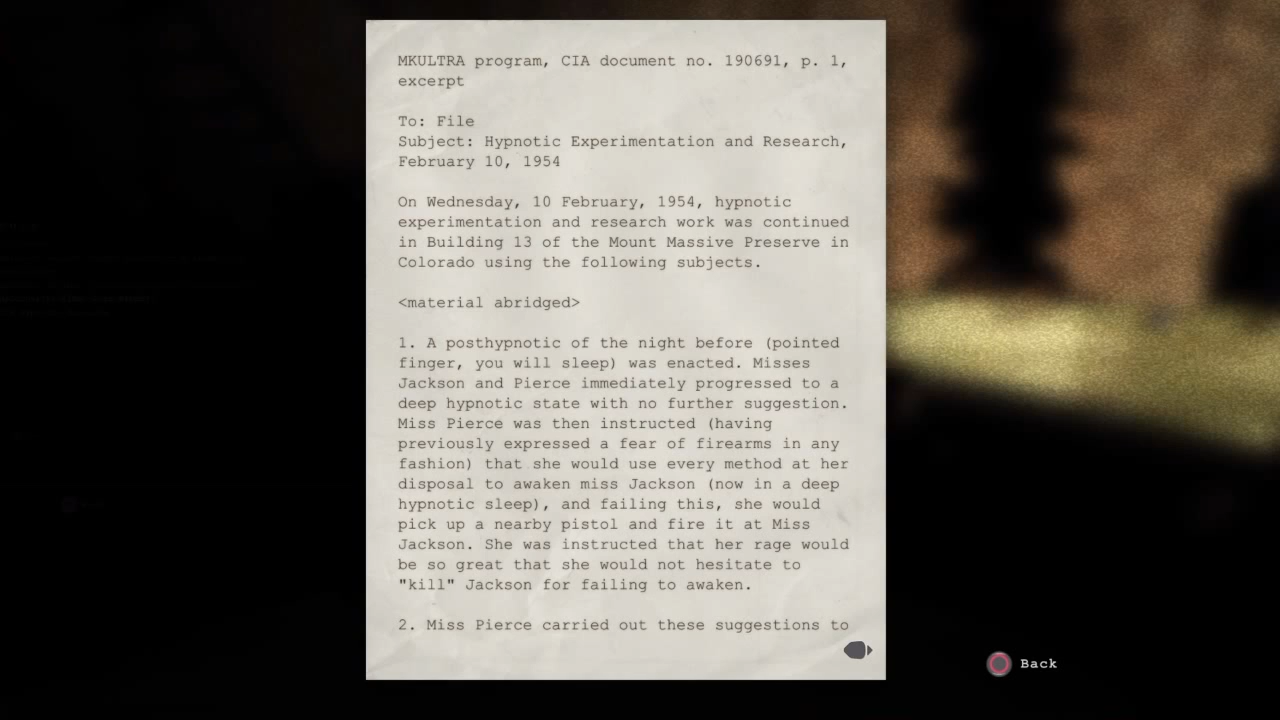 MKULTRA program, CIA document no. 190691, p. 1,
excerpt
To: File
Subject: Hypnotic Experimentation and Research,
February 10, 1954
On Wednesday, 10 February, 1954, hypnotic
experimentation and research work was continued
in Building 13 of the Mount Massive Preserve in
Colorado using the following subjects.
<material abridged>
1. A posthypnotic of the night before (pointed
finger, you will sleep) was enacted. Misses
Jackson and Pierce immediately progressed to a
deep hypnotic state with no further suggestion.
Miss Pierce was then instructed (having
previously expressed a fear of firearms in any
fashion) that she would use every method at her
disposal to awaken miss Jackson (now in a deep
hypnotic sleep), and failing this, she would
pick up a nearby pistol and fire it at Miss
Jackson. She was instructed that her rage would
be so great that she would not hesitate to
"kill" Jackson for failing to awaken.
2. Miss Pierce carried out these suggestions to
Back